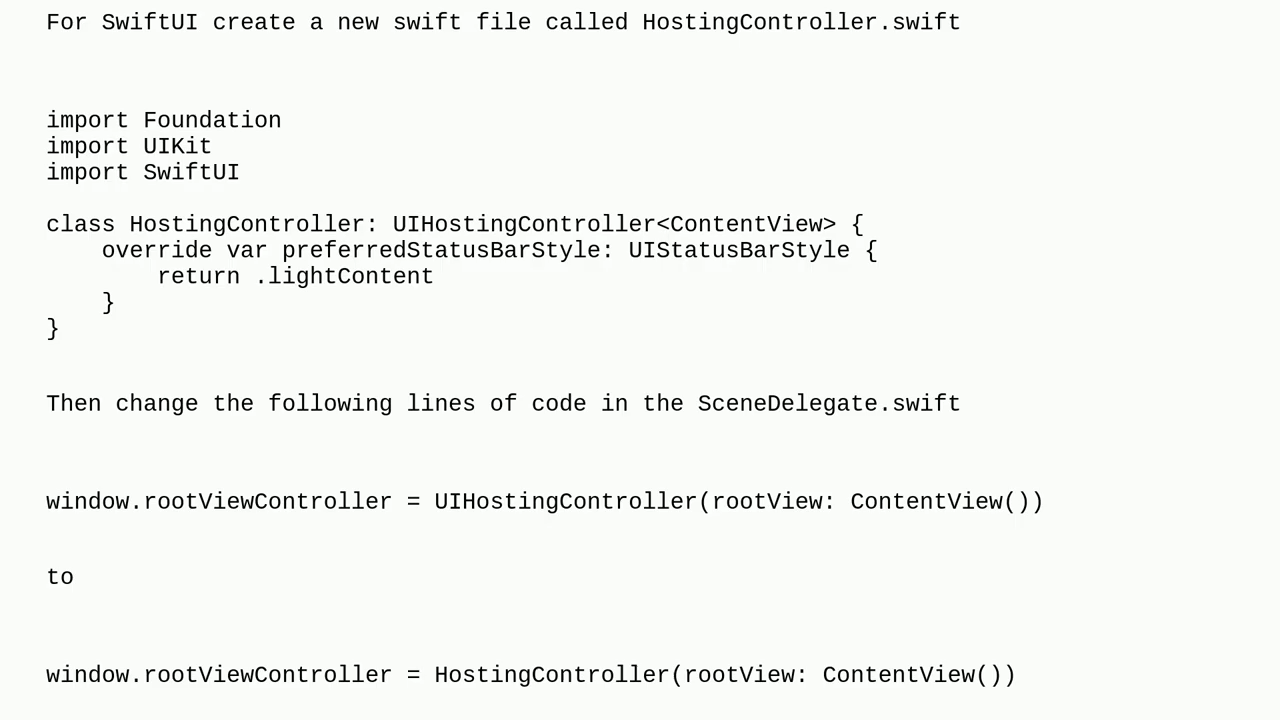 For SwiftUI create a new swift file called HostingController.swift
import Foundation
import UIKit
import SwiftUI
class HostingController: UIHostingController<ContentView> {
    override var preferredStatusBarStyle: UIStatusBarStyle {
        return .lightContent
    }
}
Then change the following lines of code in the SceneDelegate.swift
window.rootViewController = UIHostingController(rootView: ContentView())
to
window.rootViewController = HostingController(rootView: ContentView())